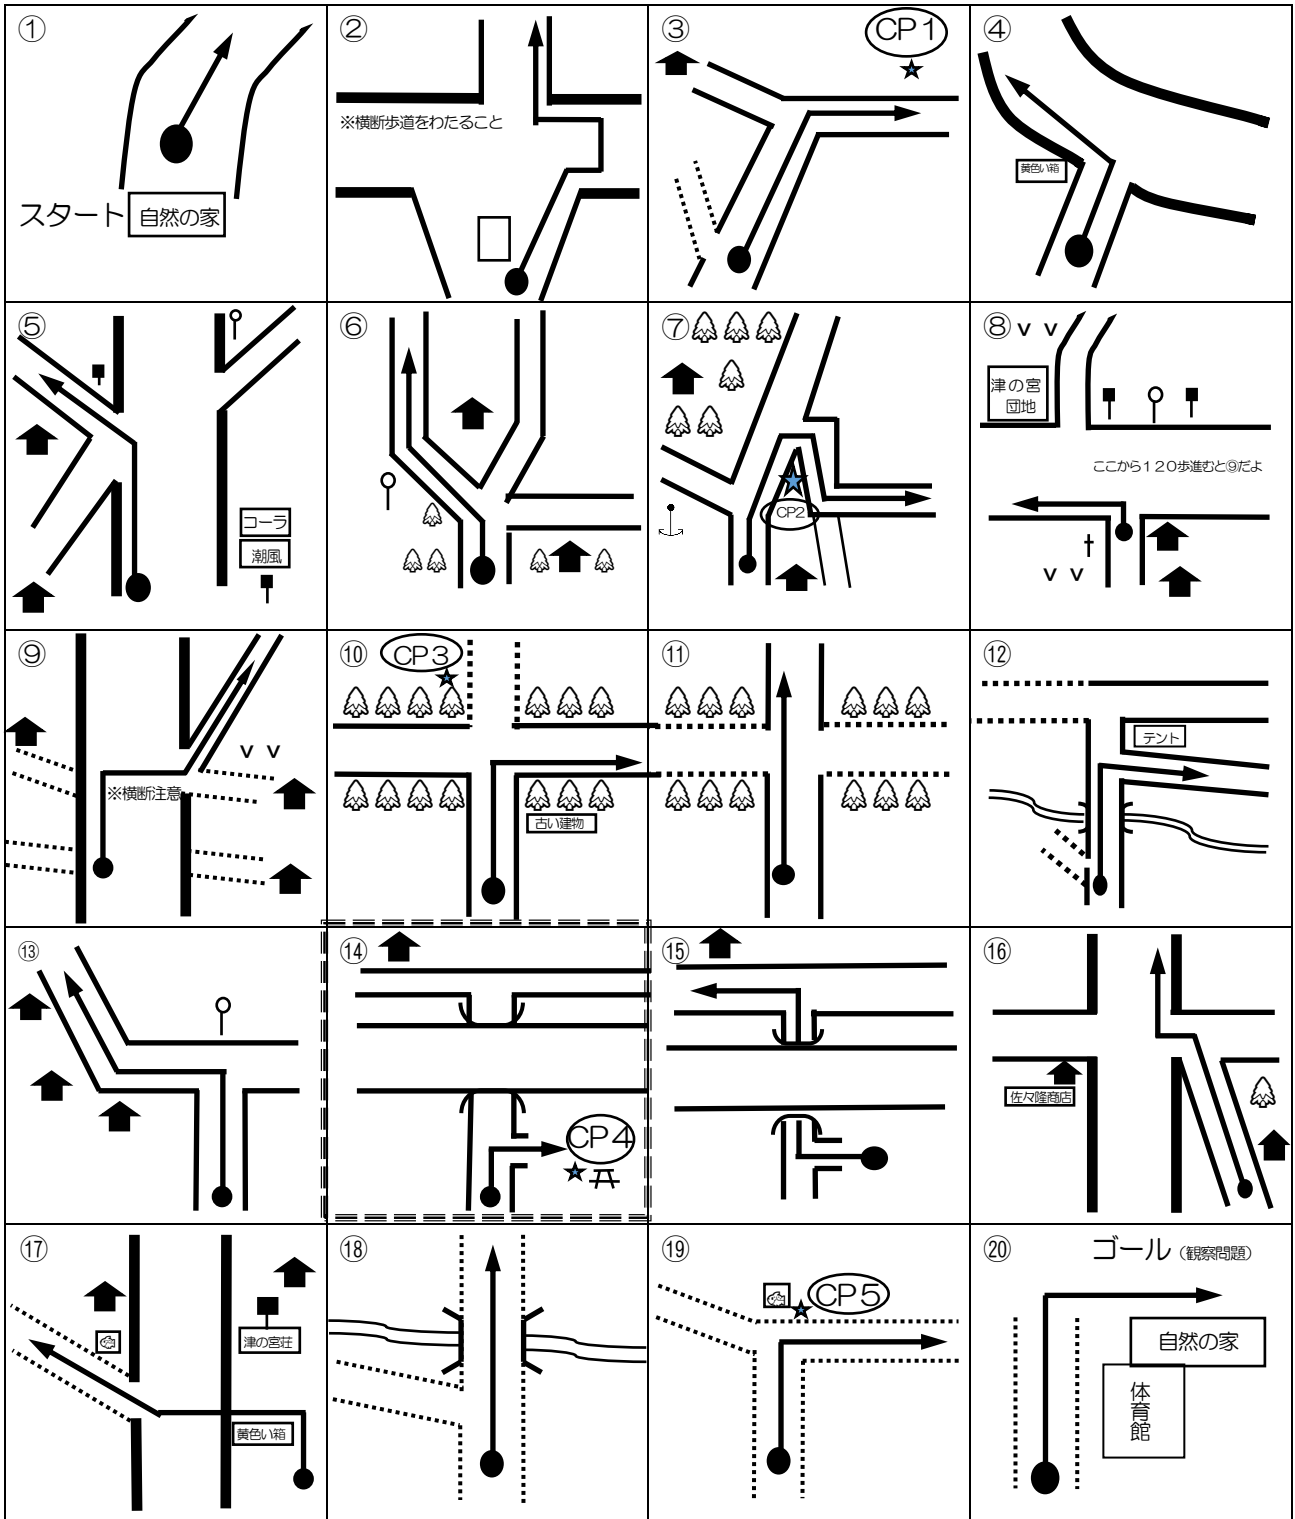 ①
スタート
自然の家
②
※横断歩道をわたること
③
CP1
④
黄色い箱
⑤
コーラ
潮風
⑥
⑦
CP2
⑧
津の宮
団地
ここから120歩進むと⑨だよ
⑨
※横断注意
⑩
CP3
古い建物
⑪
⑫
テント
⑬
⑭
CP4
⑮
⑯
佐々隆商店
⑰
津の宮荘
黄色い箱
⑱
⑲
CP5
⑳
ゴール(観察問題)
自然の家
体育館